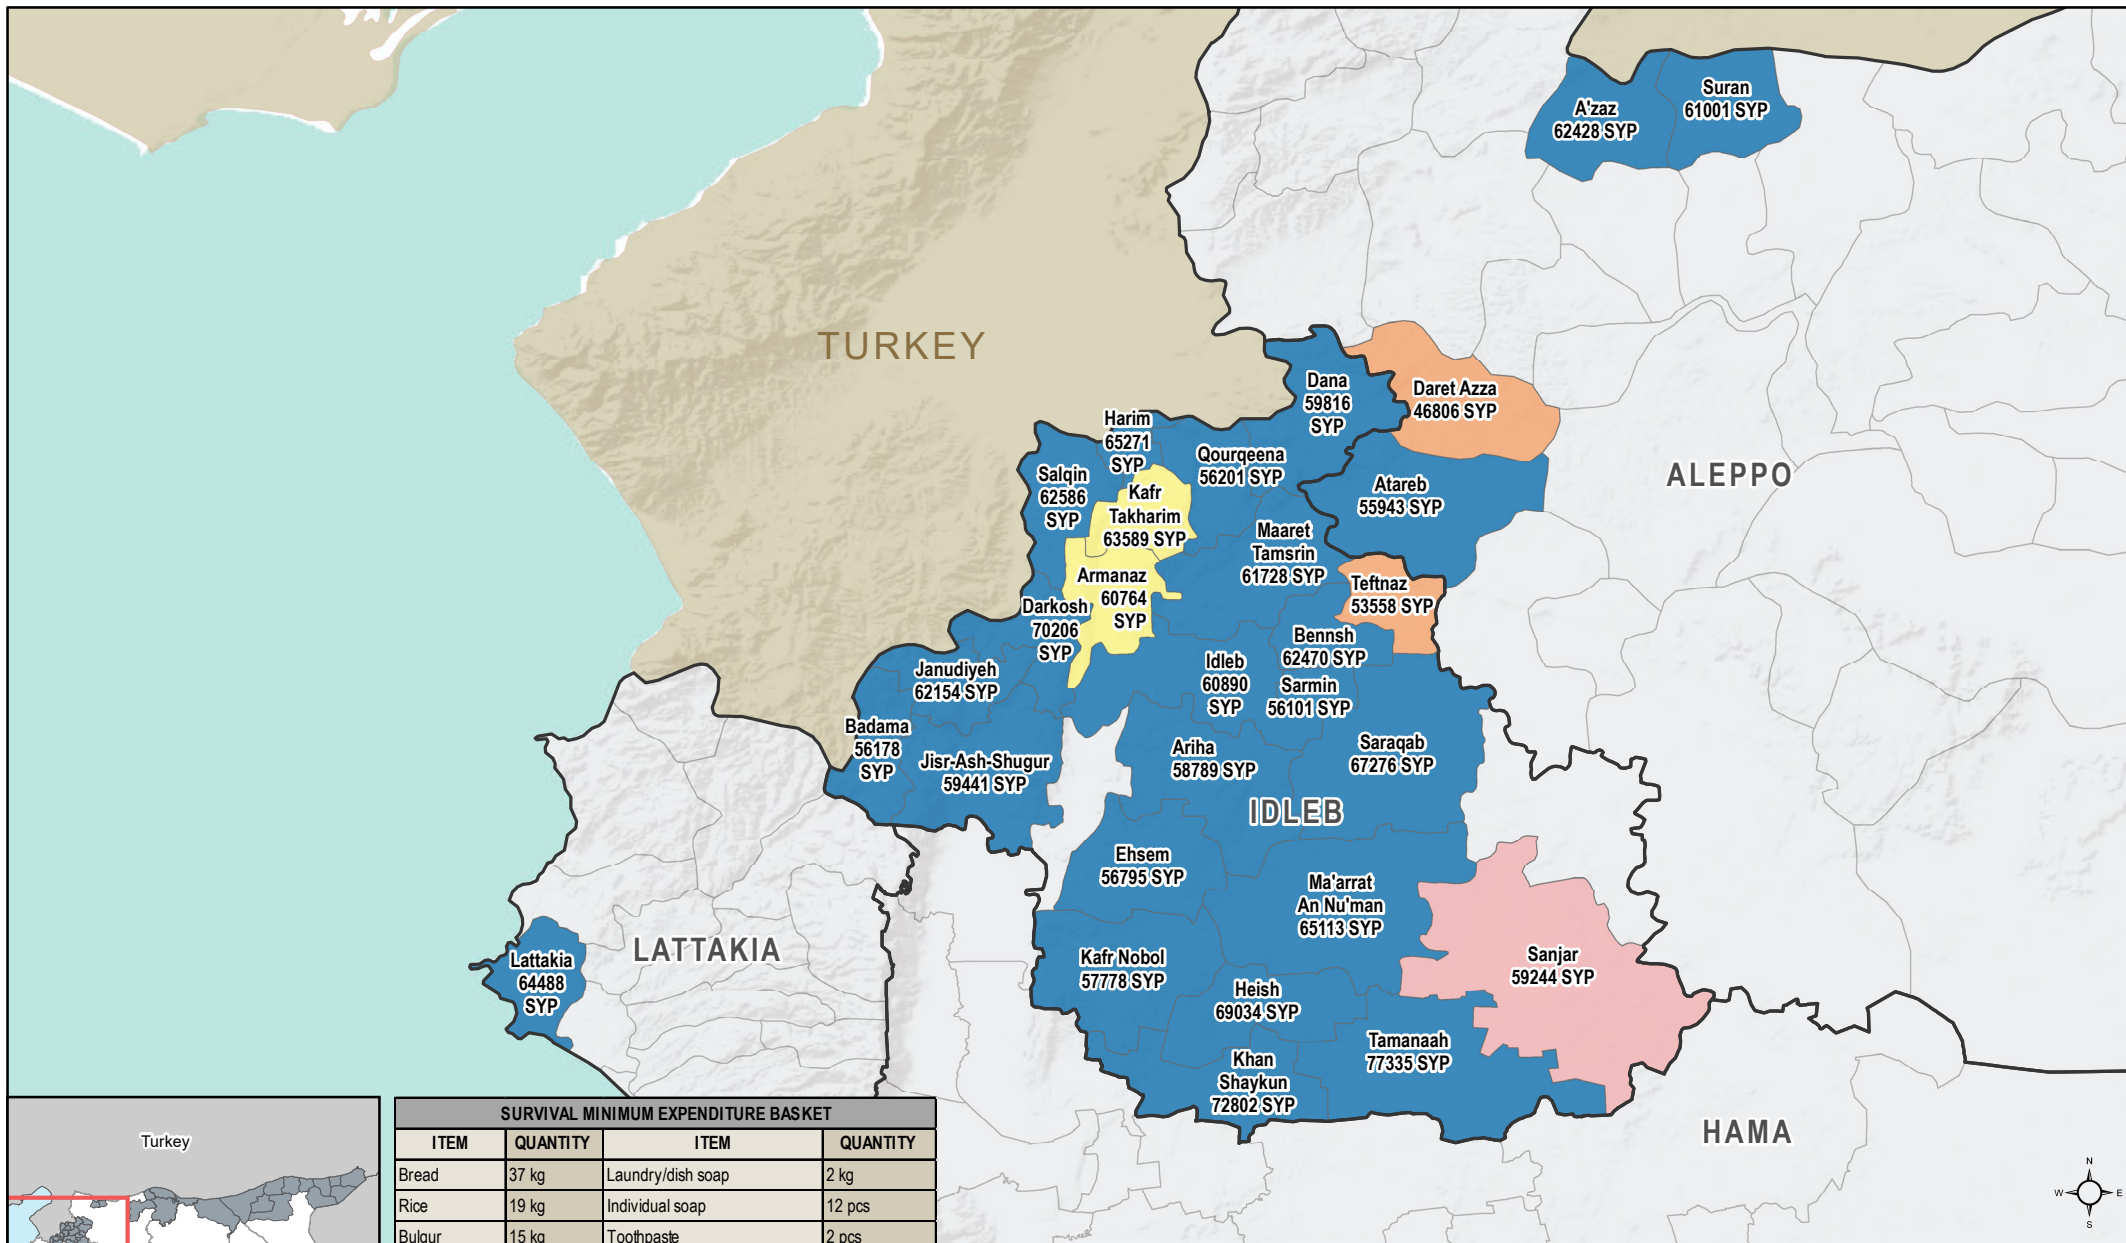 Suran
61001 SYP
A'zaz
62428 SYP
TURKEY
Dana
59816
SYP
Daret Azza
46806 SYP
Harim
65271
SYP
Qourqeena
56201 SYP
Salqin
62586
SYP
ALEPPO
Atareb
55943 SYP
Kafr
Takharim
63589 SYP
Maaret
Tamsrin
61728 SYP
Armanaz
60764
SYP
Teftnaz
53558 SYP
Darkosh
70206
SYP
Bennsh
62470 SYP
Idleb
60890
SYP
Janudiyeh
62154 SYP
Sarmin
56101 SYP
Badama
56178
SYP
Saraqab
67276 SYP
Ariha
58789 SYP
Jisr-Ash-Shugur
59441 SYP
IDLEB
Ehsem
56795 SYP
Ma'arrat
An Nu'man
65113 SYP
LATTAKIA
Sanjar
59244 SYP
Kafr Nobol
57778 SYP
Lattakia
64488
SYP
Heish
69034 SYP
Tamanaah
77335 SYP
Khan
Shaykun
72802 SYP
HAMA
Turkey
SURVIVAL MINIMUM EXPENDITURE BASKET
ITEM QUANTITY ITEM QUANTITY
Bread 37 kg Laundry/dish soap 2 kg
Rice 19 kg Individual soap 12 pcs
Bulgur 15 kg Toothpaste 2 pcs
N
W E
S